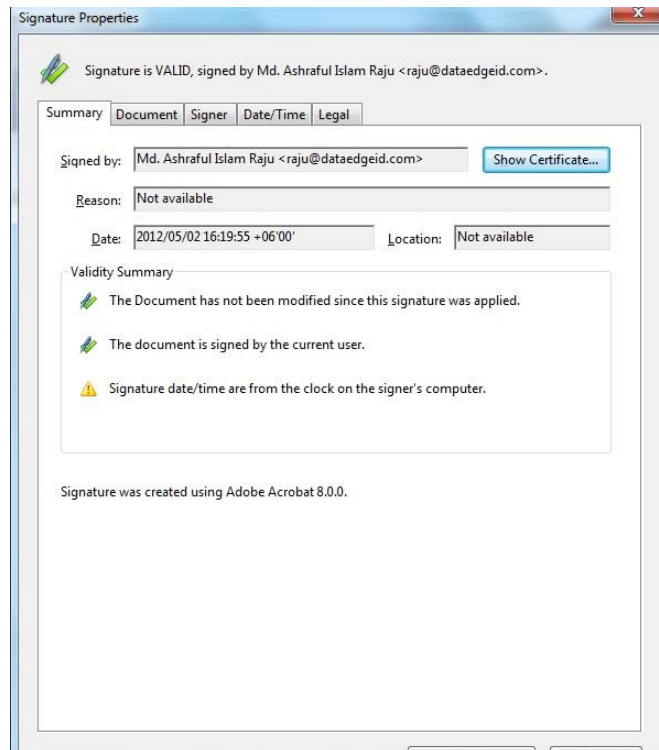 Signature Properties
x
Signature is VALID, signed by Md. Ashraful Islam Raju <raju@dataedgeid.com>.
Summary Document Signer Date/Time Legal
Signed by: Md. Ashraful Islam Raju <raju@dataedgeid.com> Show Certificate...
Reason: Not available
Date: 2012/05/02 16:19:55 +06'00' Location: Not available
Validity Summary
The Document has not been modified since this signature was applied.
The document is signed by the current user.
Signature date/time are from the clock on the signer's computer.
Signature was created using Adobe Acrobat 8.0.0.